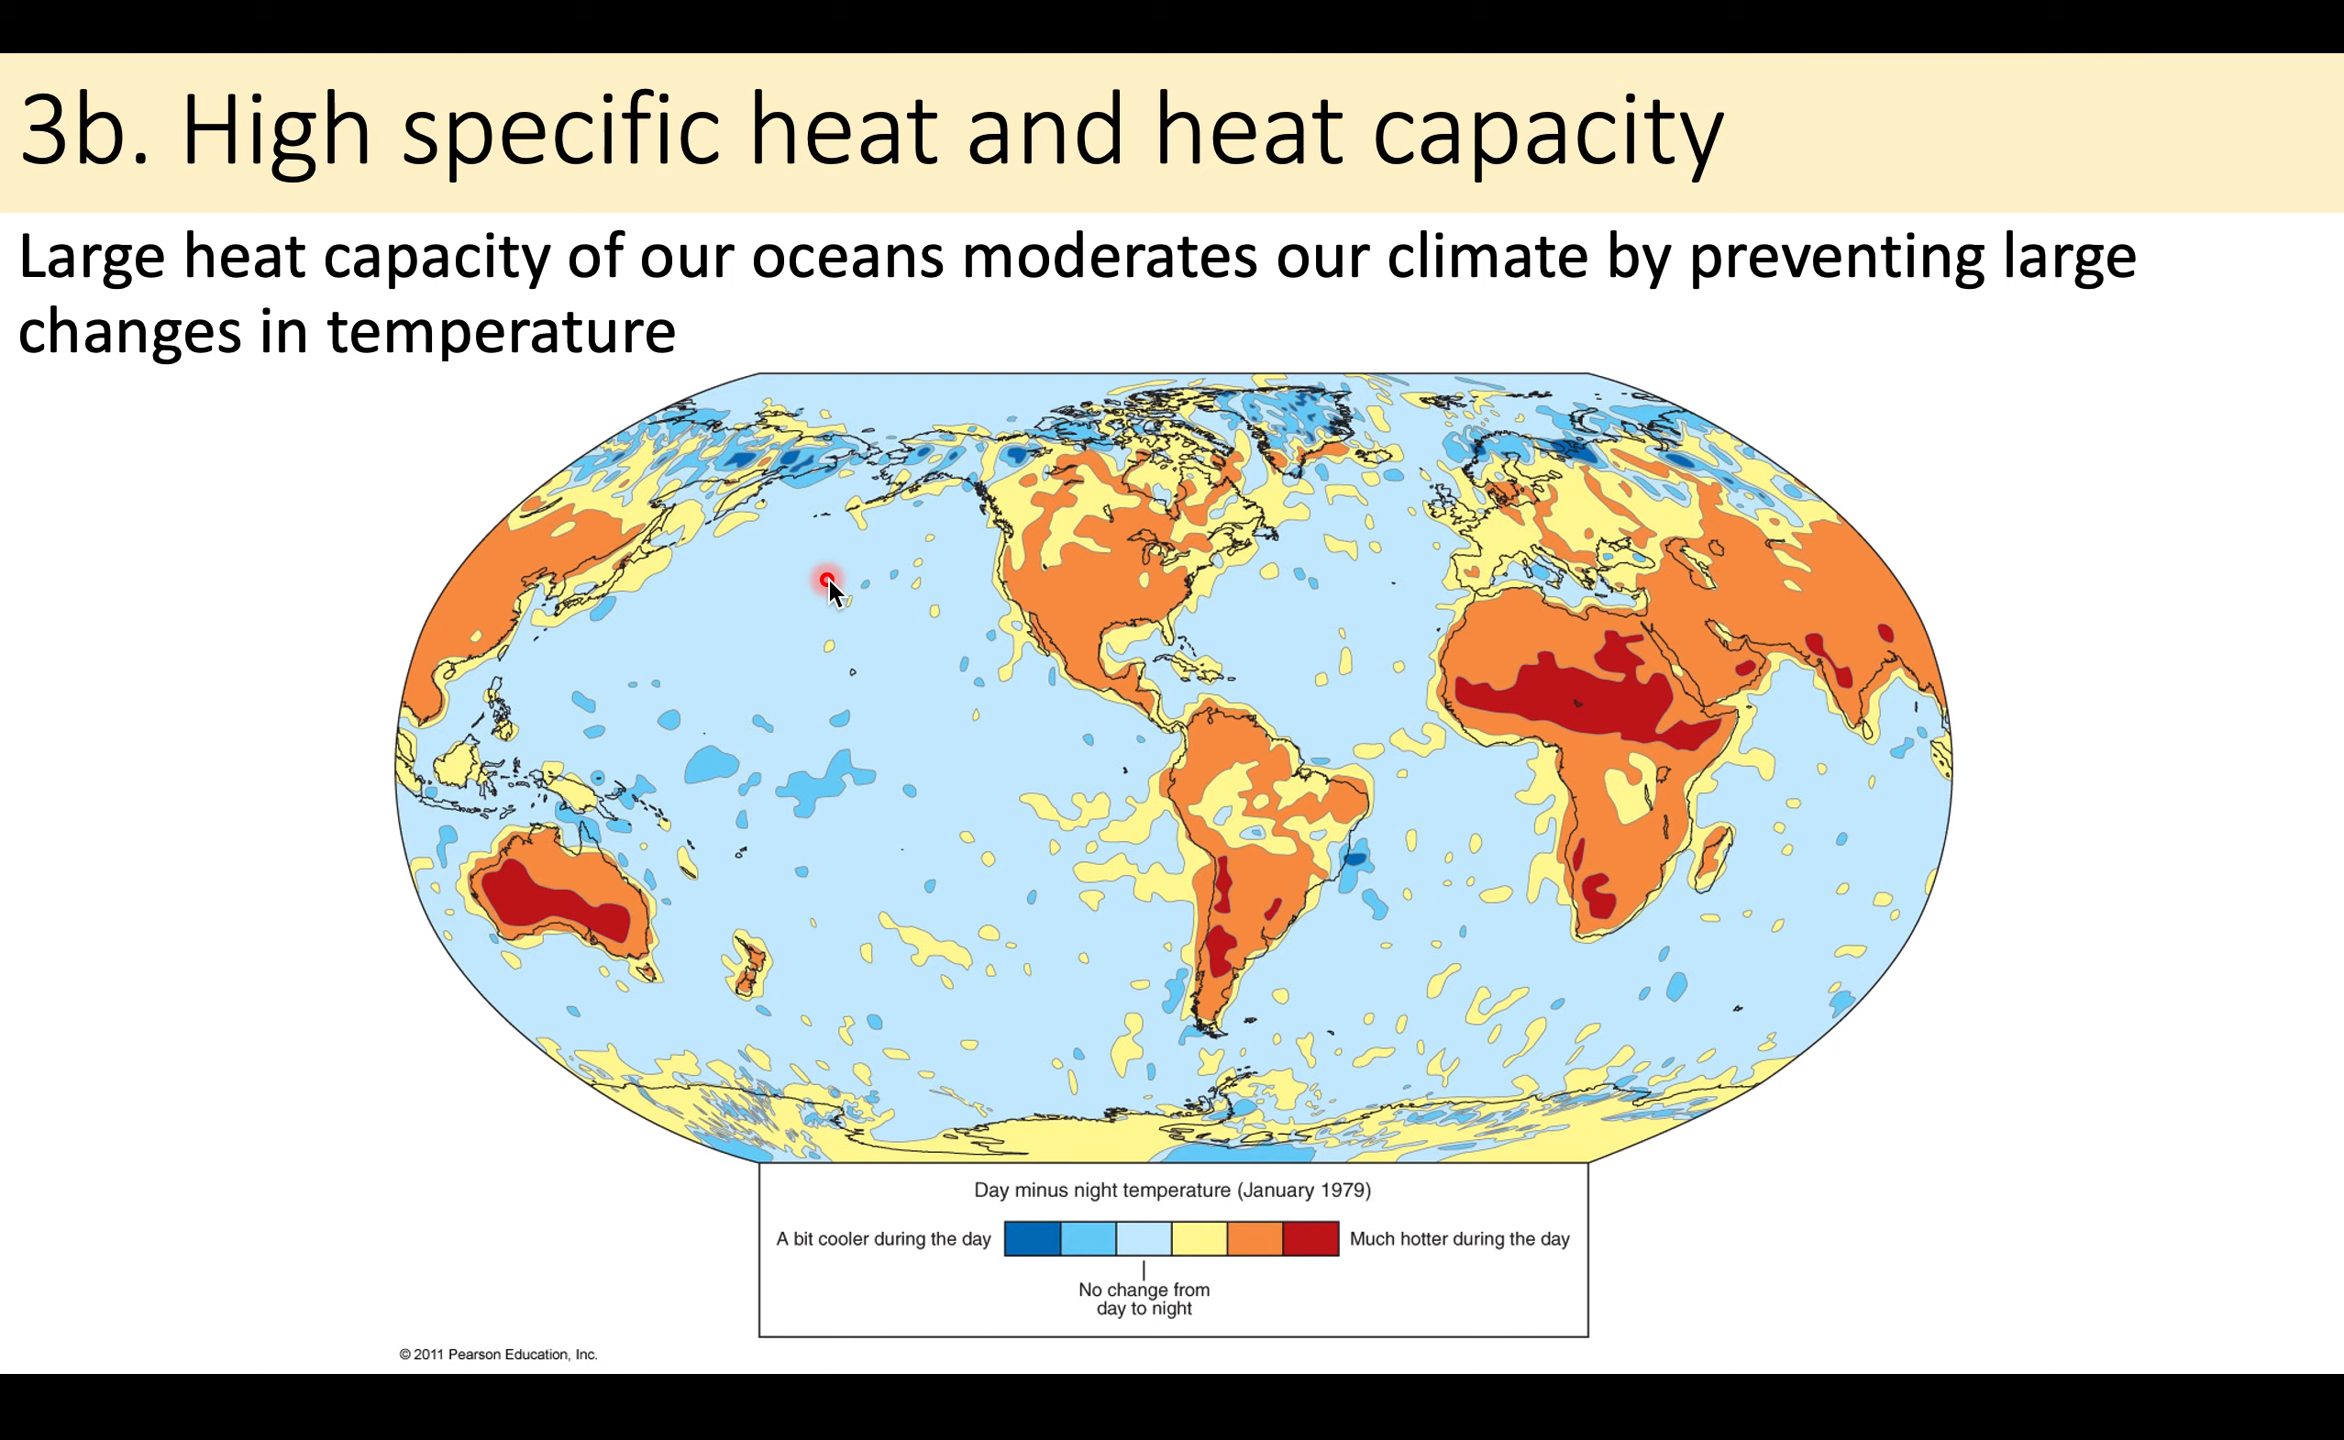 3b. High specific heat and heat capacity
Large heat capacity of our oceans moderates our climate by preventing large
changes in temperature
Day minus night temperature (January 1979)
A bit cooler during the day
Much hotter during the day
No change from
day to night
© 2011 Pearson Education, Inc.